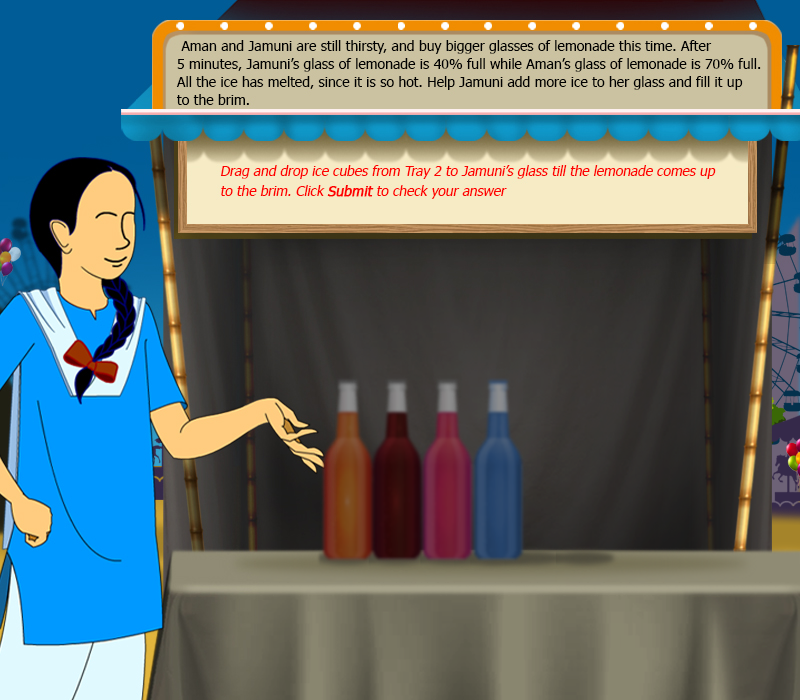 Aman and Jamuni are still thirsty, and buy bigger glasses of lemonade this time. After
5 minutes, Jamuni's glass of lemonade is 40% full while Aman's glass of lemonade is 70% full.
All the ice has melted, since it is so hot. Help Jamuni add more ice to her glass and fill it up
to the brim.
Drag and drop ice cubes from Tray 2 to Jamuni's glass till the lemonade comes up
to the brim. Click Submit to check your answer